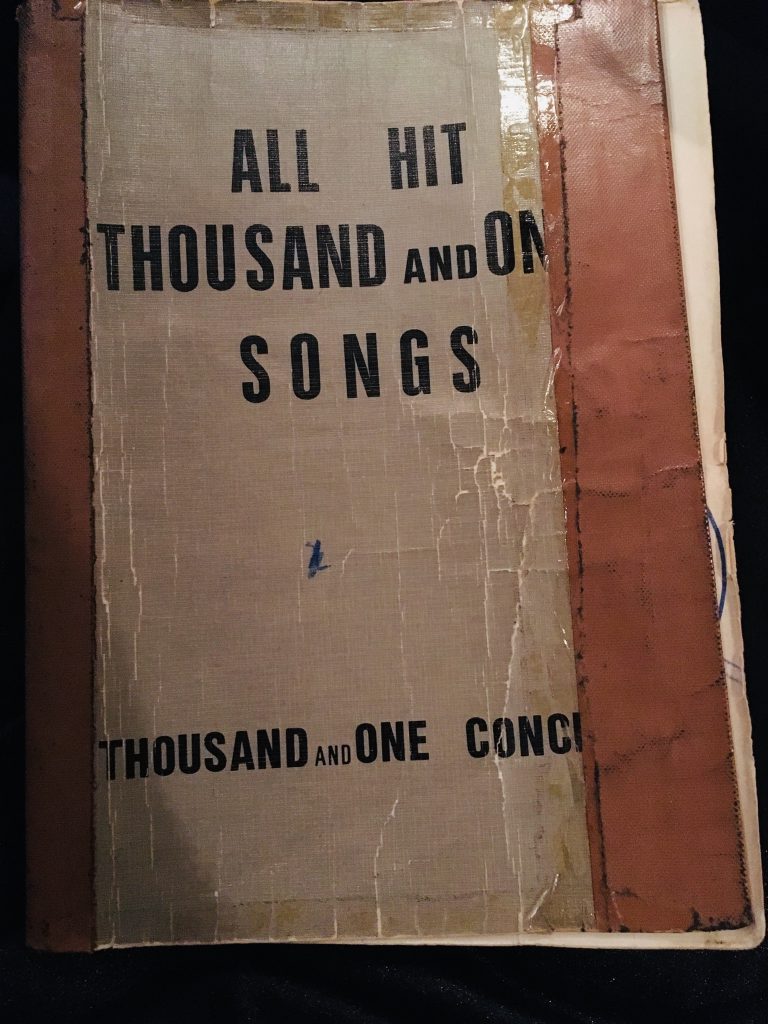 ALL HIT
THOUSAND AND ON
SONGS
THOUSAND AND ONE CONC